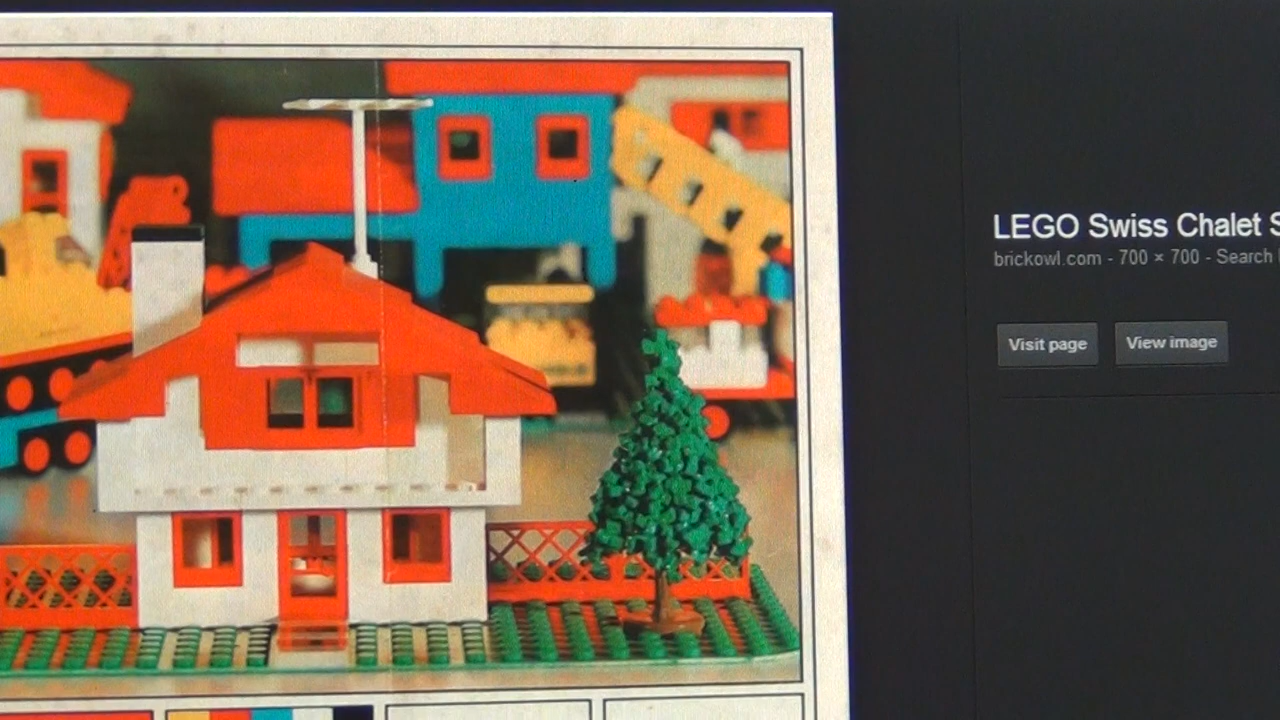 LEGO Swiss Chalet S
brickowl.com - 700 × 700 - Search
Visit page
View image